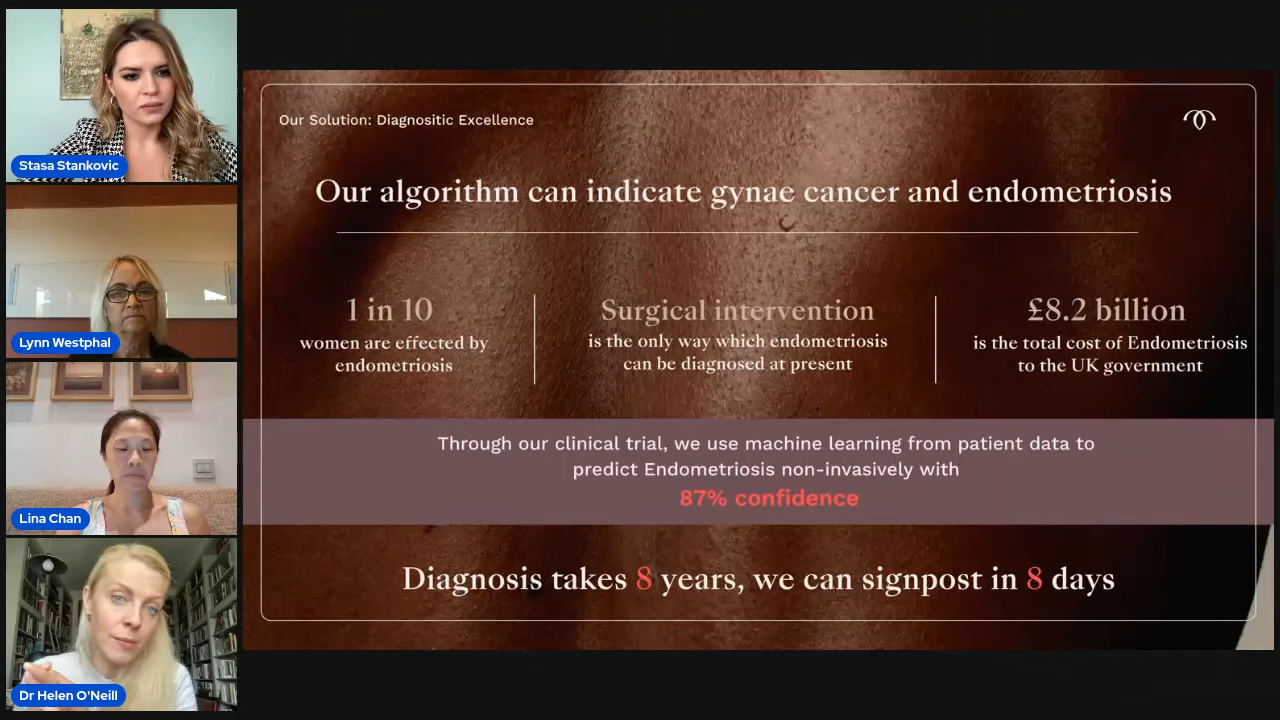 Stasa Stankovic
Lynn Westphal
Lina Chan
Dr Helen O'Neill
Our Solution: Diagnositic Excellence
Our algorithm can indicate gynae cancer and endometriosis
1 in 10
women are effected by
endometriosis
Surgical intervention
is the only way which endometriosis
can be diagnosed at present
£8.2 billion
is the total cost of Endometriosis
to the UK government
Through our clinical trial, we use machine learning from patient data to
predict Endometriosis non-invasively with
87% confidence
Diagnosis takes 8 years, we can signpost in 8 days